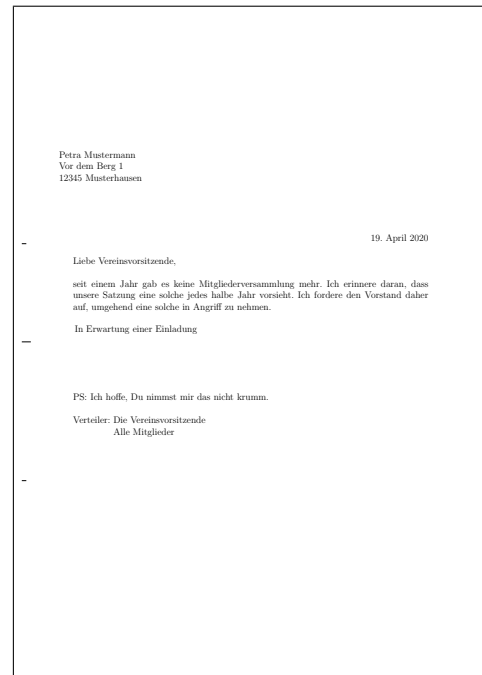 Petra Mustermann
Vor dem Berg 1
12345 Musterhausen
19. April 2020
Liebe Vereinsvorsitzende,
seit einem Jahr gab es keine Mitgliederversammlung mehr. Ich erinnere daran, dass
unsere Satzung eine solche jedes halbe Jahr vorsieht. Ich fordere den Vorstand daher
auf, umgehend eine solche in Angriff zu nehmen.
In Erwartung einer Einladung
PS: Ich hoffe, Du nimmst mir das nicht krumm.
Verteiler: Die Vereinsvorsitzende
Alle Mitglieder